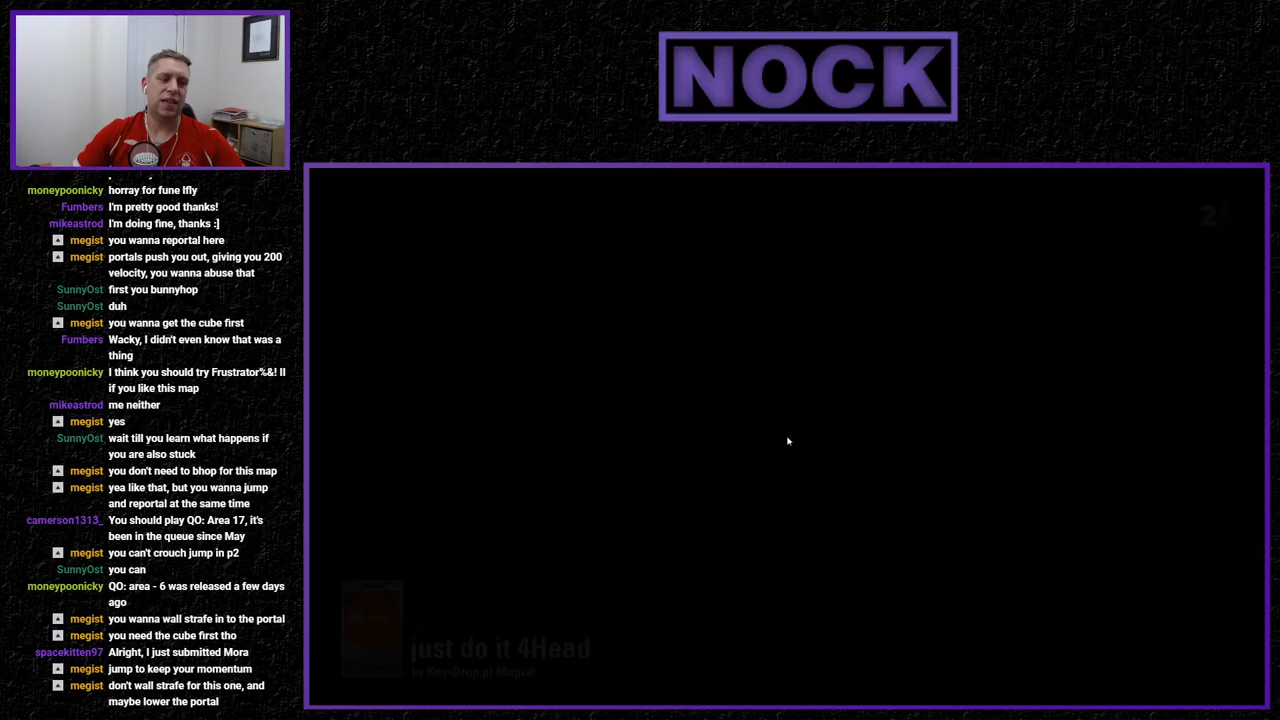 NOCK
moneypoonicky horray for fune lfly
Fumbers I'm pretty good thanks!
mikeastrod I'm doing fine, thanks :]
megist you wanna reportal here
megist portals push you out, giving you 200
velocity, you wanna abuse that
SunnyOst first you bunnyhop
SunnyOst duh
megist you wanna get the cube first
Fumbers Wacky, I didn't even know that was a
thing
moneypoonicky I think you should try Frustrator%&! II
if you like this map
mikeastrod me neither
megist yes
SunnyOst wait till you learn what happens if
you are also stuck
megist you don't need to bhop for this map
megist yea like that, but you wanna jump
and reportal at the same time
camerson1313_ You should play QO: Area 17, it's
been in the queue since May
megist you can't crouch jump in p2
SunnyOst you can
moneypoonicky QO: area - 6 was released a few days
ago
megist you wanna wall strafe in to the portal
megist you need the cube first tho
spacekitten97 Alright, I just submitted Mora
megist jump to keep your momentum
megist don't wall strafe for this one, and
maybe lower the portal
just do it 4Head